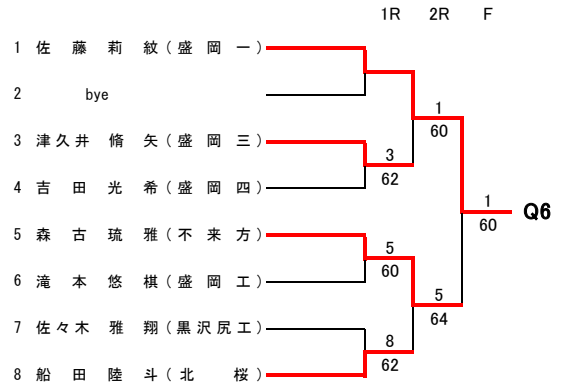 1R 2R F
1 佐藤莉紋(盛岡一)
2 bye
1
60
3 津久井脩矢(盛岡三)
3
62
4 吉田光希(盛岡四)
1
60
Q6
5 森古琉雅(不来方)
5
60
6 滝本悠棋(盛岡工)
5
64
7 佐々木雅翔(黒沢尻工)
8
62
8 船田陸斗(北桜)